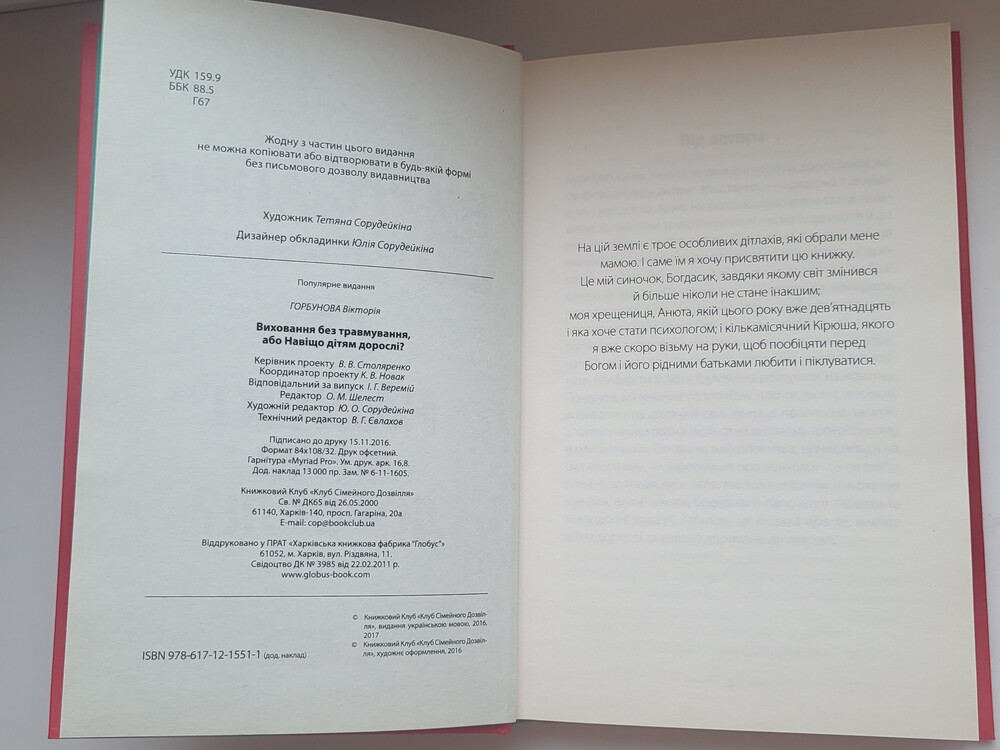 УДК 159.9
ББК 88.5
Г67
Жодну з частин цього видання
не можна копіювати або відтворювати в будь-якій формі
без письмового дозволу видавництва
Художник Тетяна Сорудейкіна
Дизайнер обкладинки Юлія Сорудейкіна
Популярне видання
ГОРБУНОВА Вікторія
Виховання без травмування,
або Навіщо дітям дорослі?
Керівник проекту В. В. Столяренко
Координатор проекту К. В. Новак
Відповідальний за випуск І. Г. Веремій
Редактор О. М. Шелест
Художній редактор Ю. О. Сорудейкіна
Технічний редактор В. Г. Євлахов
Підписано до друку 15.11.2016.
Формат 84x108/32. Друк офсетний.
Гарнітура «Myriad Pro». Ум. друк. арк. 16,8.
Дод. наклад 13 000 пр. Зам. № 6-11-1605.
Книжковий Клуб «Клуб Сімейного Дозвілля»
Св. № ДК65 від 26.05.2000
61140, Харків-140, просп. Гагаріна, 20а
E-mail: cop@bookclub.ua
Віддруковано у ПРАТ «Харківська книжкова фабрика "Глобус"»
61052, м. Харків, вул. Різдвяна, 11.
Свідоцтво ДК № 3985 від 22.02.2011 р.
www.globus-book.com
© Книжковий Клуб «Клуб Сімейного Дозвіл-
ля», видання українською мовою, 2016,
2017
© Книжковий Клуб «Клуб Сімейного Дозвіл-
ля», художнє оформлення, 2016
ISBN 978-617-12-1551-1 (дод. наклад)
На цій землі є троє особливих дітлахів, які обрали мене
мамою. І саме їм я хочу присвятити цю книжку.
Це мій синочок, Богдасик, завдяки якому світ змінився
й більше ніколи не стане інакшим;
моя хрещениця, Анюта, якій цього року вже дев'ятнадцять
і яка хоче стати психологом; і кількамісячний Кірюша, якого
я вже скоро візьму на руки, щоб пообіцяти перед
Богом і його рідними батьками любити і піклуватися.